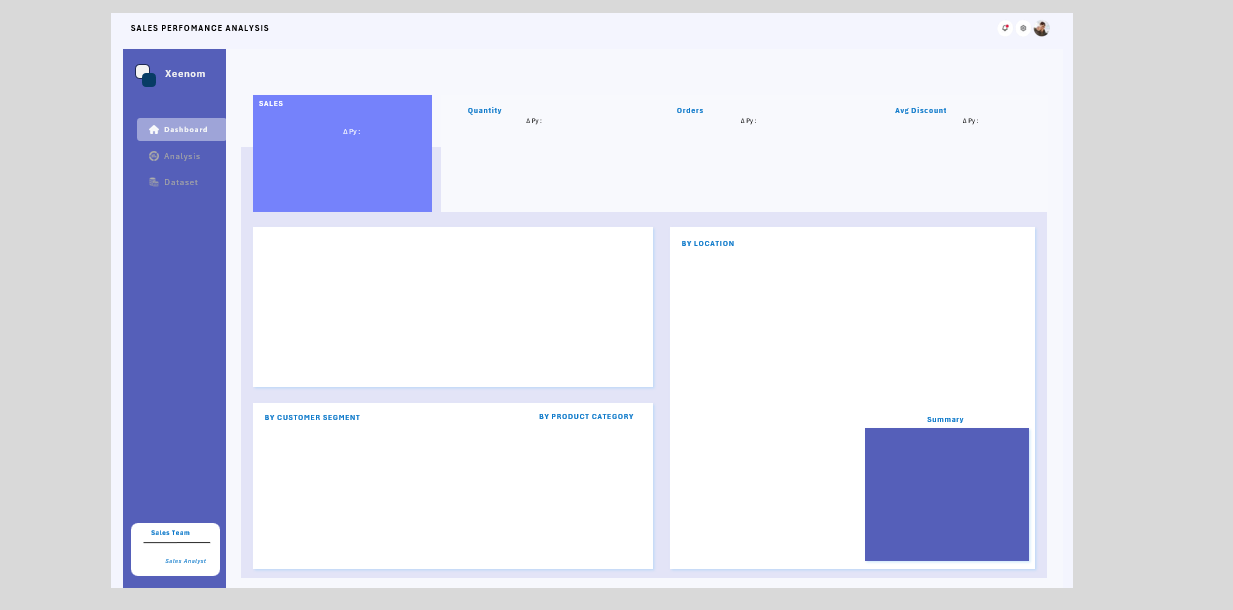 SALES PERFOMANCE ANALYSIS
Xeenom
Dashboard
Analysis
Dataset
SALES
Δ Py :
Quantity
Δ Py :
Orders
Δ Py :
Avg Discount
Δ Py :
BY LOCATION
BY CUSTOMER SEGMENT
BY PRODUCT CATEGORY
Summary
Sales Team
Sales Analyst